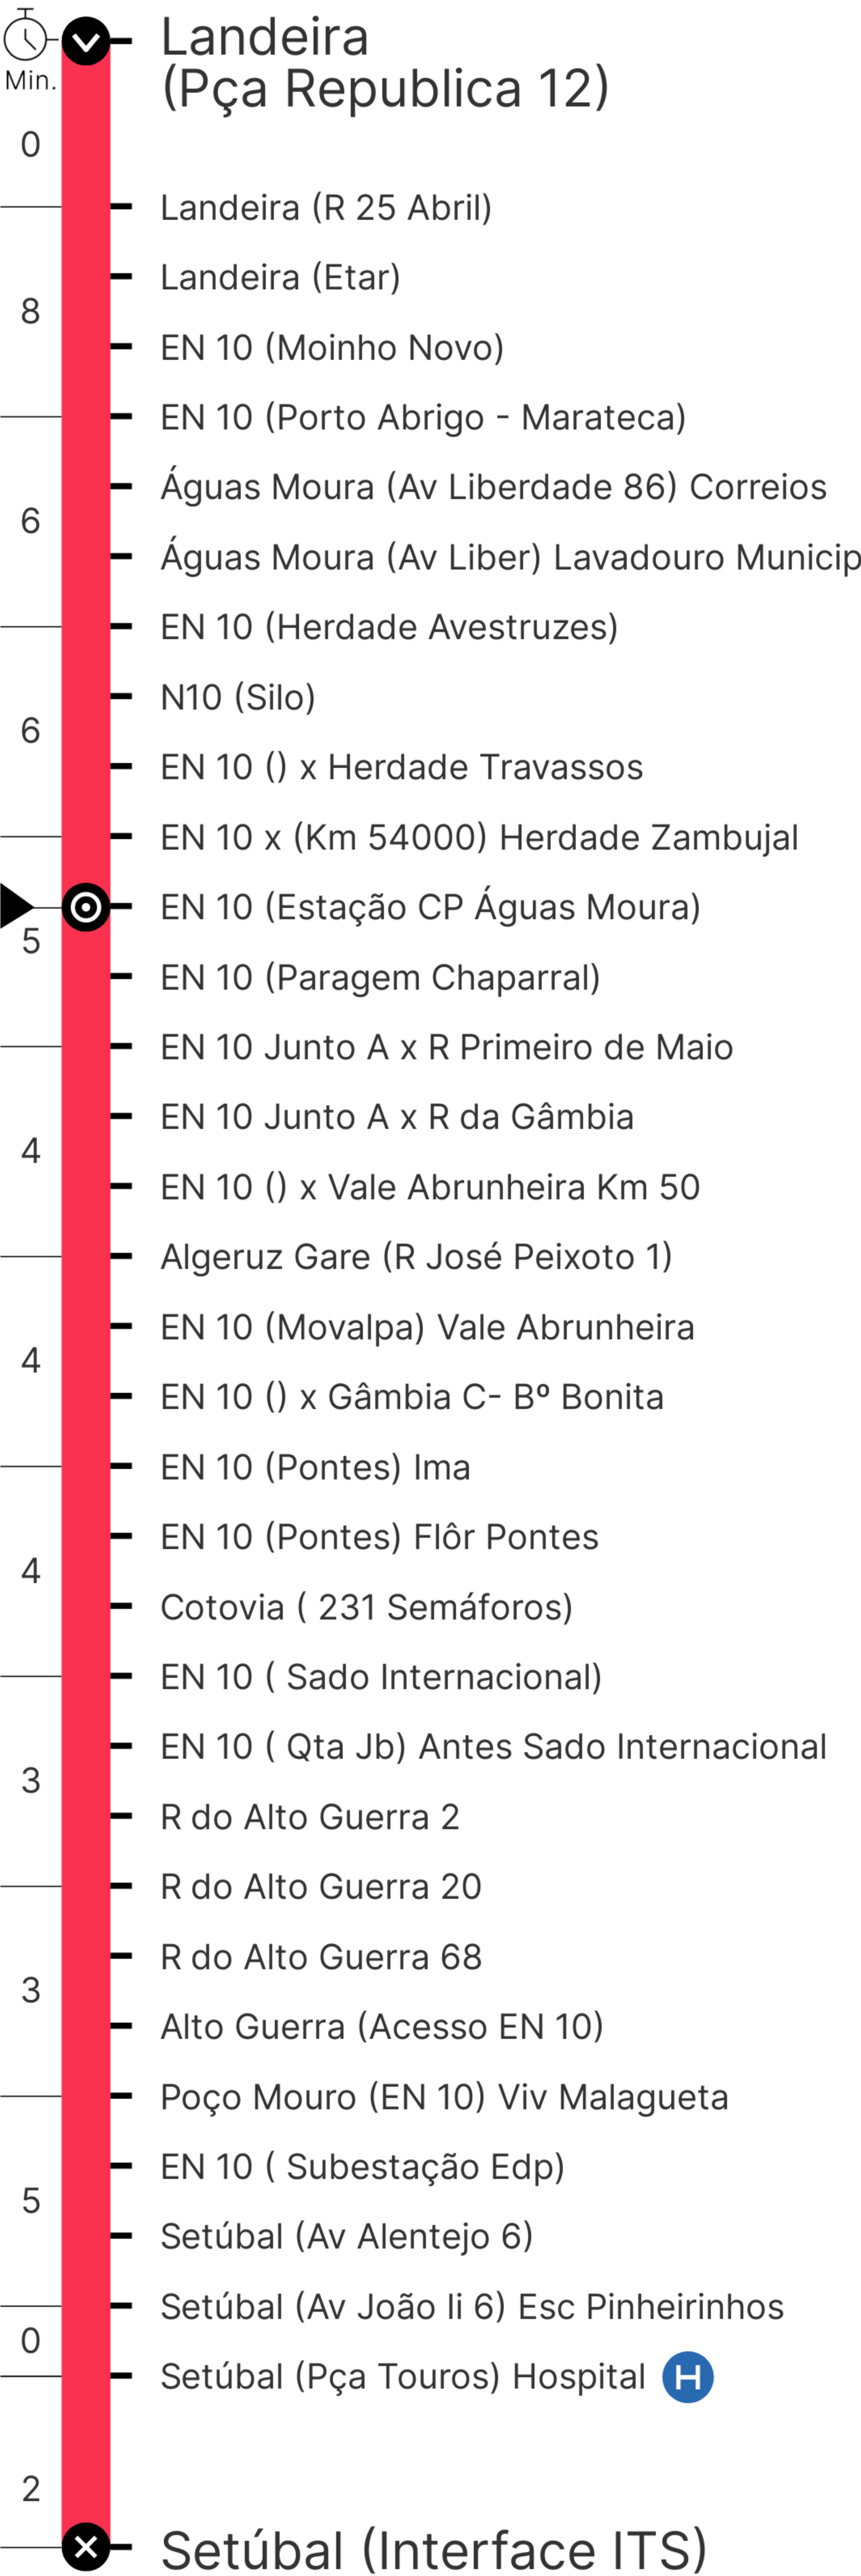 Landeira
(Pça Republica 12)
Min.
0
Landeira (R 25 Abril)
Landeira (Etar)
8
EN 10 (Moinho Novo)
EN 10 (Porto Abrigo - Marateca)
Águas Moura (Av Liberdade 86) Correios
6
Águas Moura (Av Liber) Lavadouro Municip
EN 10 (Herdade Avestruzes)
N10 (Silo)
6
EN 10 () x Herdade Travassos
EN 10 x (Km 54000) Herdade Zambujal
EN 10 (Estação CP Águas Moura)
5
EN 10 (Paragem Chaparral)
EN 10 Junto A x R Primeiro de Maio
EN 10 Junto A x R da Gâmbia
4
EN 10 () x Vale Abrunheira Km 50
Algeruz Gare (R José Peixoto 1)
EN 10 (Movalpa) Vale Abrunheira
4
EN 10 () x Gâmbia C- Bº Bonita
EN 10 (Pontes) Ima
EN 10 (Pontes) Flôr Pontes
4
Cotovia ( 231 Semáforos)
EN 10 ( Sado Internacional)
EN 10 ( Qta Jb) Antes Sado Internacional
3
R do Alto Guerra 2
R do Alto Guerra 20
R do Alto Guerra 68
3
Alto Guerra (Acesso EN 10)
Poço Mouro (EN 10) Viv Malagueta
EN 10 ( Subestação Edp)
5
Setúbal (Av Alentejo 6)
Setúbal (Av João Ii 6) Esc Pinheirinhos
0
Setúbal (Pça Touros) Hospital H
2
Setúbal (Interface ITS)